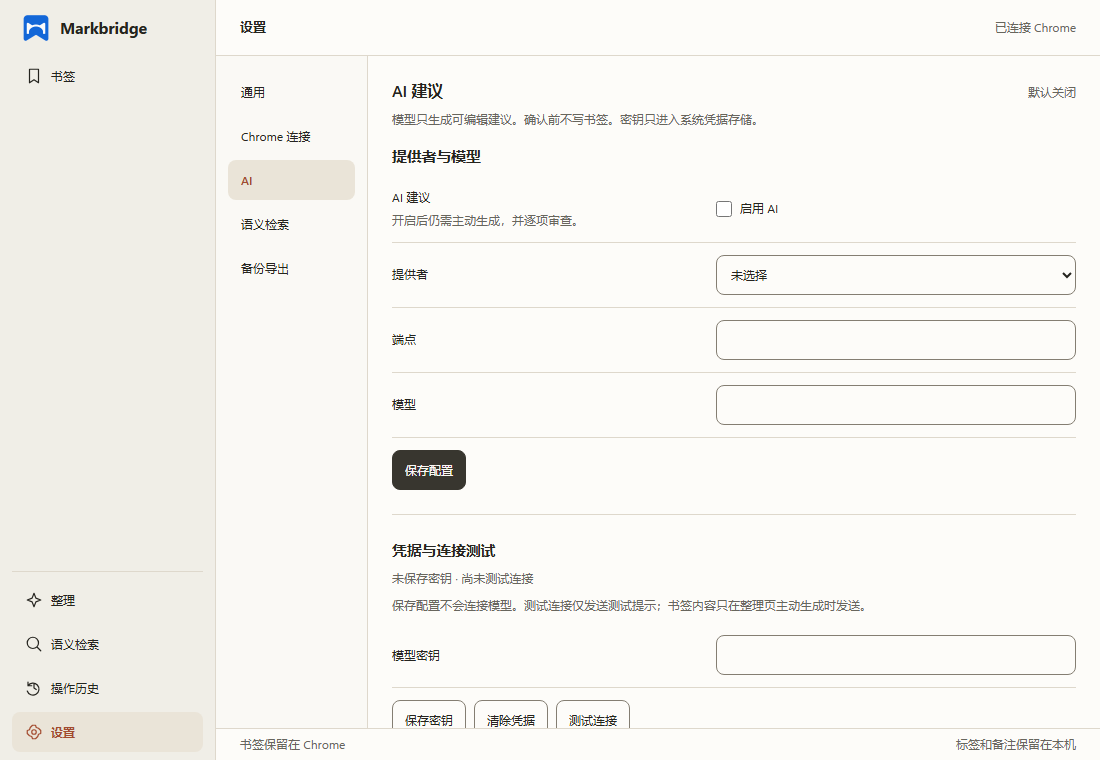 Markbridge
书签
整理
语义检索
操作历史
设置
设置
已连接 Chrome
通用
Chrome 连接
AI
语义检索
备份导出
AI 建议
默认关闭
模型只生成可编辑建议。确认前不写书签。密钥只进入系统凭据存储。
提供者与模型
AI 建议
开启后仍需主动生成，并逐项审查。
启用 AI
提供者
未选择
端点
模型
保存配置
凭据与连接测试
未保存密钥 · 尚未测试连接
保存配置不会连接模型。测试连接仅发送测试提示；书签内容只在整理页主动生成时发送。
模型密钥
保存密钥
清除凭据
测试连接
书签保留在 Chrome
标签和备注保留在本机